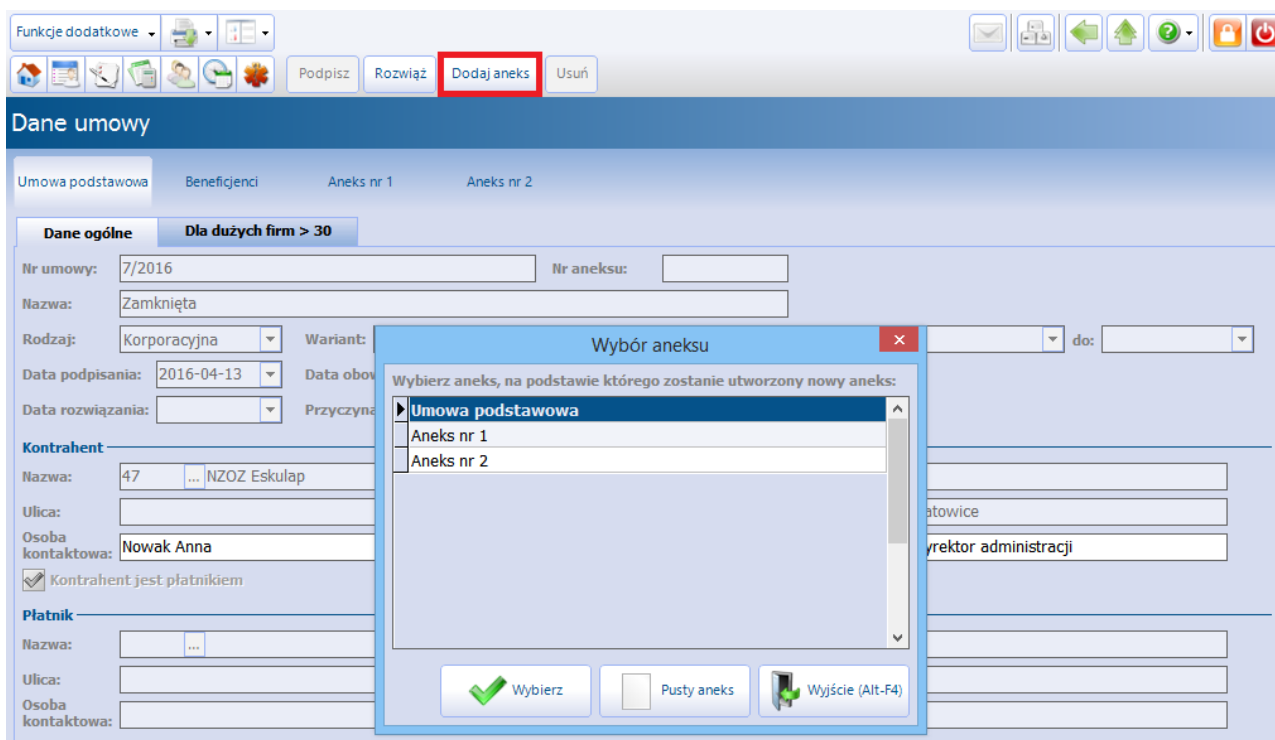 Funkcje dodatkowe
Podpisz Rozwiąż Dodaj aneks Usuń
Dane umowy
Umowa podstawowa Beneficjenci Aneks nr 1 Aneks nr 2
Dane ogólne Dla dużych firm > 30
Nr umowy: 7/2016 Nr aneksu:
Nazwa: Zamknięta
Rodzaj: Korporacyjna Wariant: do:
Data podpisania: 2016-04-13 Data obow
Data rozwiązania: Przyczyna
Kontrahent
Nazwa: 47 ... NZOZ Eskulap
Ulica: atowice
Osoba
kontaktowa: Nowak Anna yrektor administracji
Kontrahent jest płatnikiem
Płatnik
Nazwa: ...
Ulica:
Osoba
kontaktowa:
Wybór aneksu
Wybierz aneks, na podstawie którego zostanie utworzony nowy aneks:
Umowa podstawowa
Aneks nr 1
Aneks nr 2
Wybierz Pusty aneks Wyjście (Alt-F4)